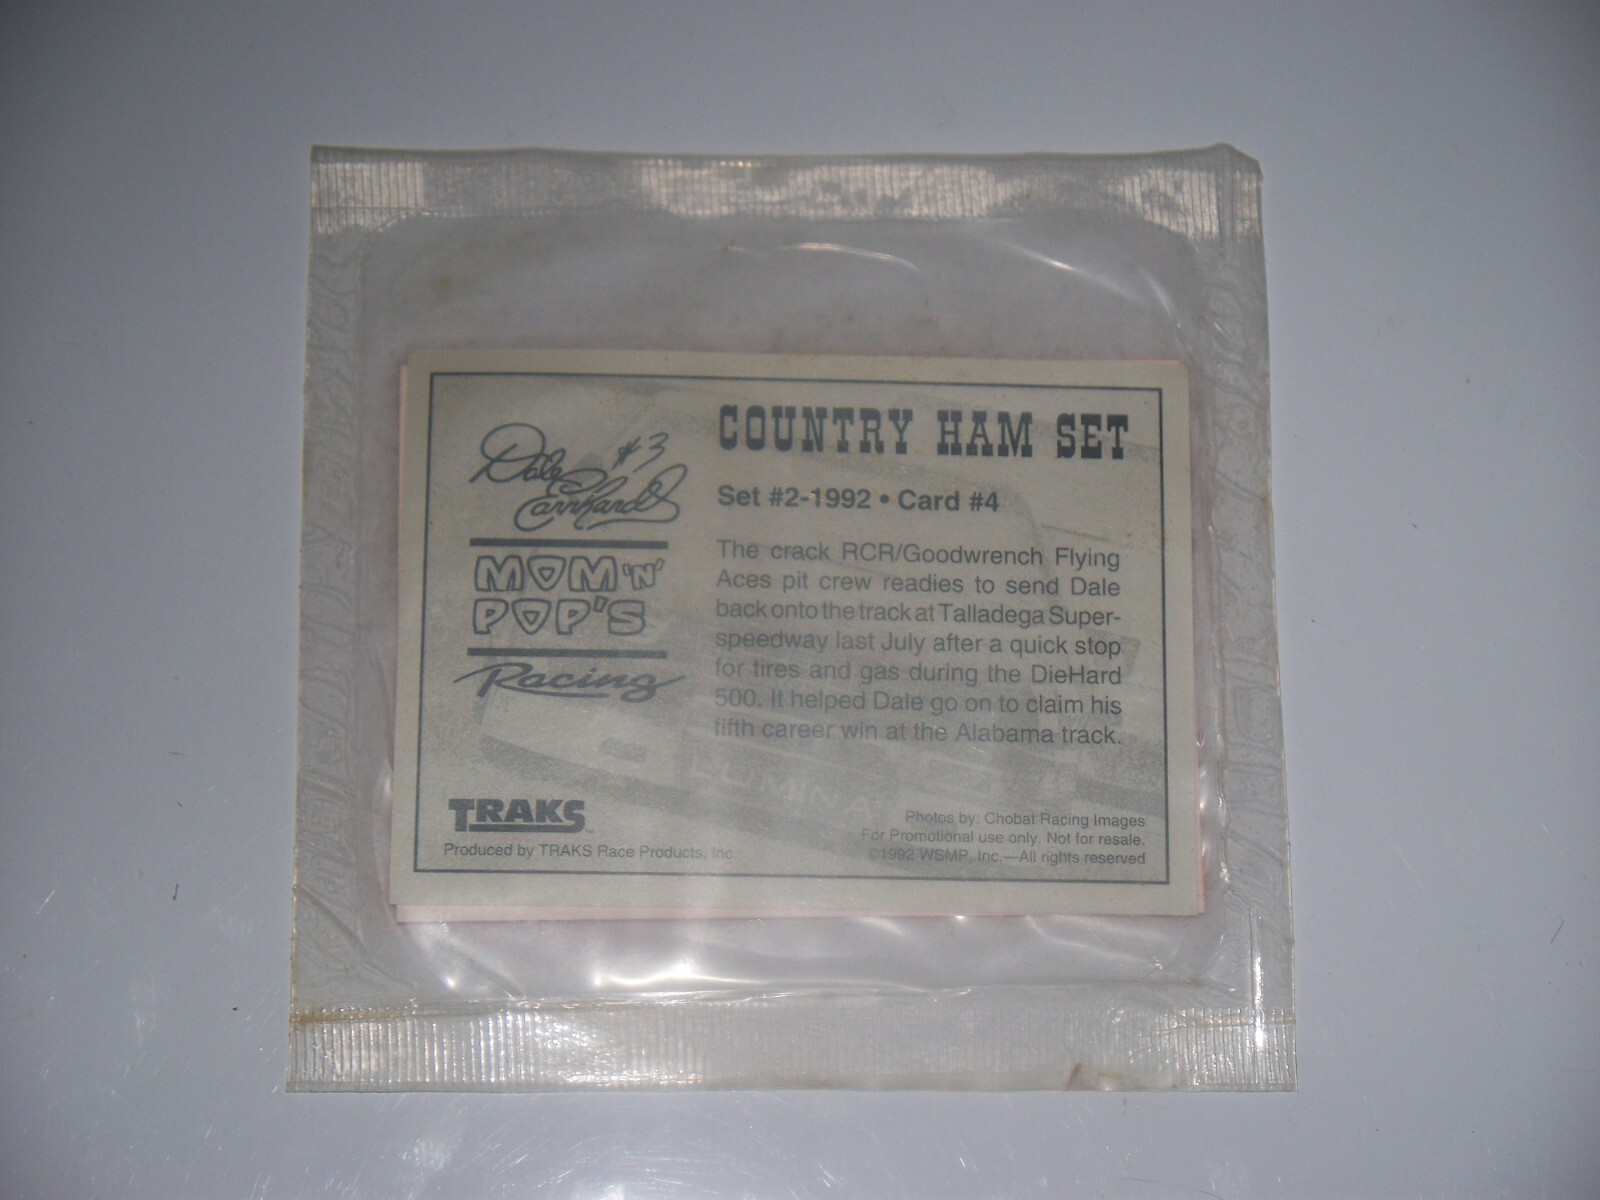 Dale #3
Earnhardt
MOM 'N'
POP'S
Racing
COUNTRY HAM SET
Set #2-1992 • Card #4
The crack RCR/Goodwrench Flying
Aces pit crew readies to send Dale
back onto the track at Talladega Super-
speedway last July after a quick stop
for tires and gas during the DieHard
500. It helped Dale go on to claim his
fifth career win at the Alabama track.
LUMINA
TRAKS™
Produced by TRAKS Race Products, Inc.
Photos by: Chobat Racing Images
For Promotional use only. Not for resale.
©1992 WSMP, Inc.—All rights reserved